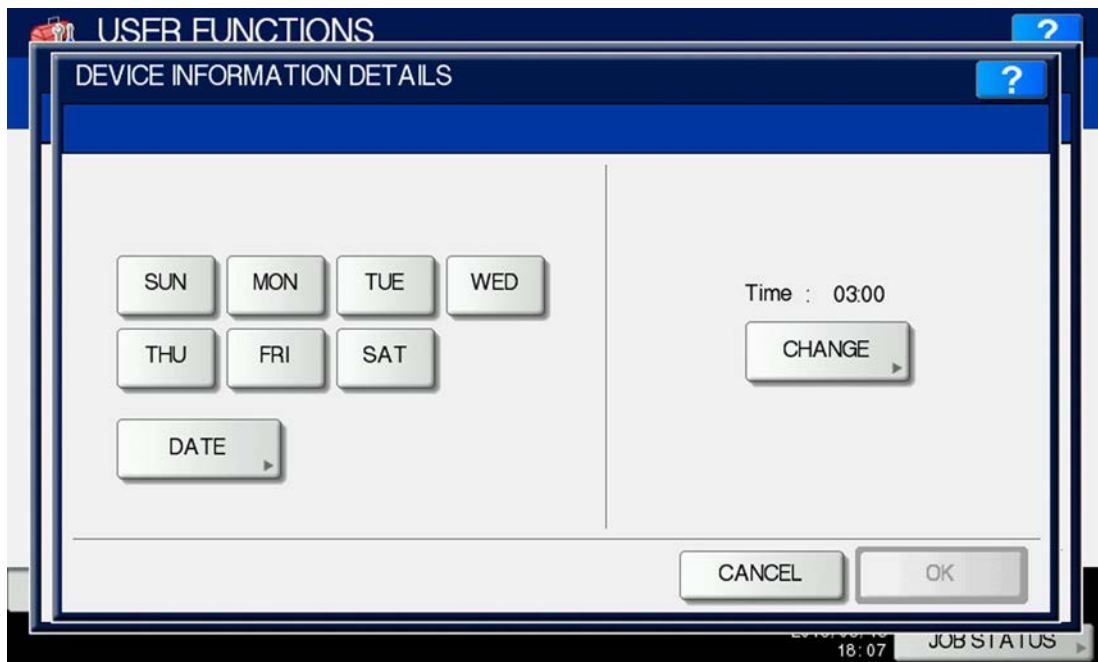 USER FUNCTIONS
?
DEVICE INFORMATION DETAILS
?
SUN MON TUE WED
Time : 03:00
THU FRI SAT
CHANGE
DATE
CANCEL OK
18:07
JOB STATUS